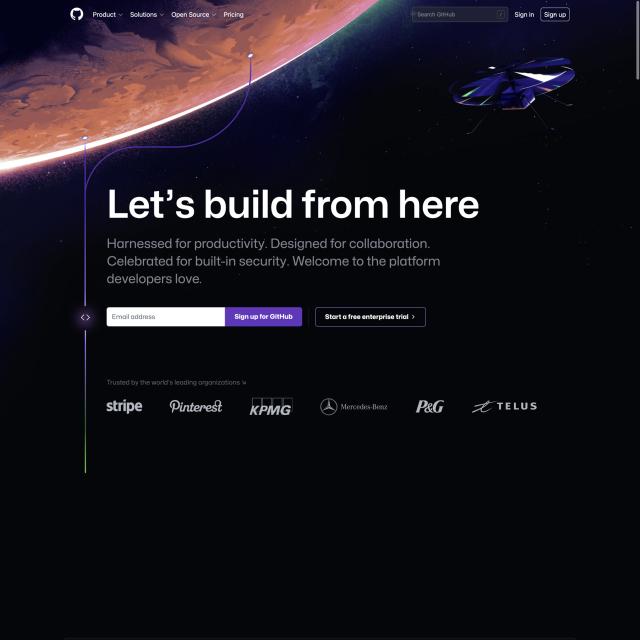 Product Solutions Open Source Pricing Search GitHub / Sign in Sign up
Let's build from here
Harnessed for productivity. Designed for collaboration.
Celebrated for built-in security. Welcome to the platform
developers love.
Email address Sign up for GitHub Start a free enterprise trial
Trusted by the world's leading organizations ↘
stripe Pinterest KPMG Mercedes-Benz P&G TELUS